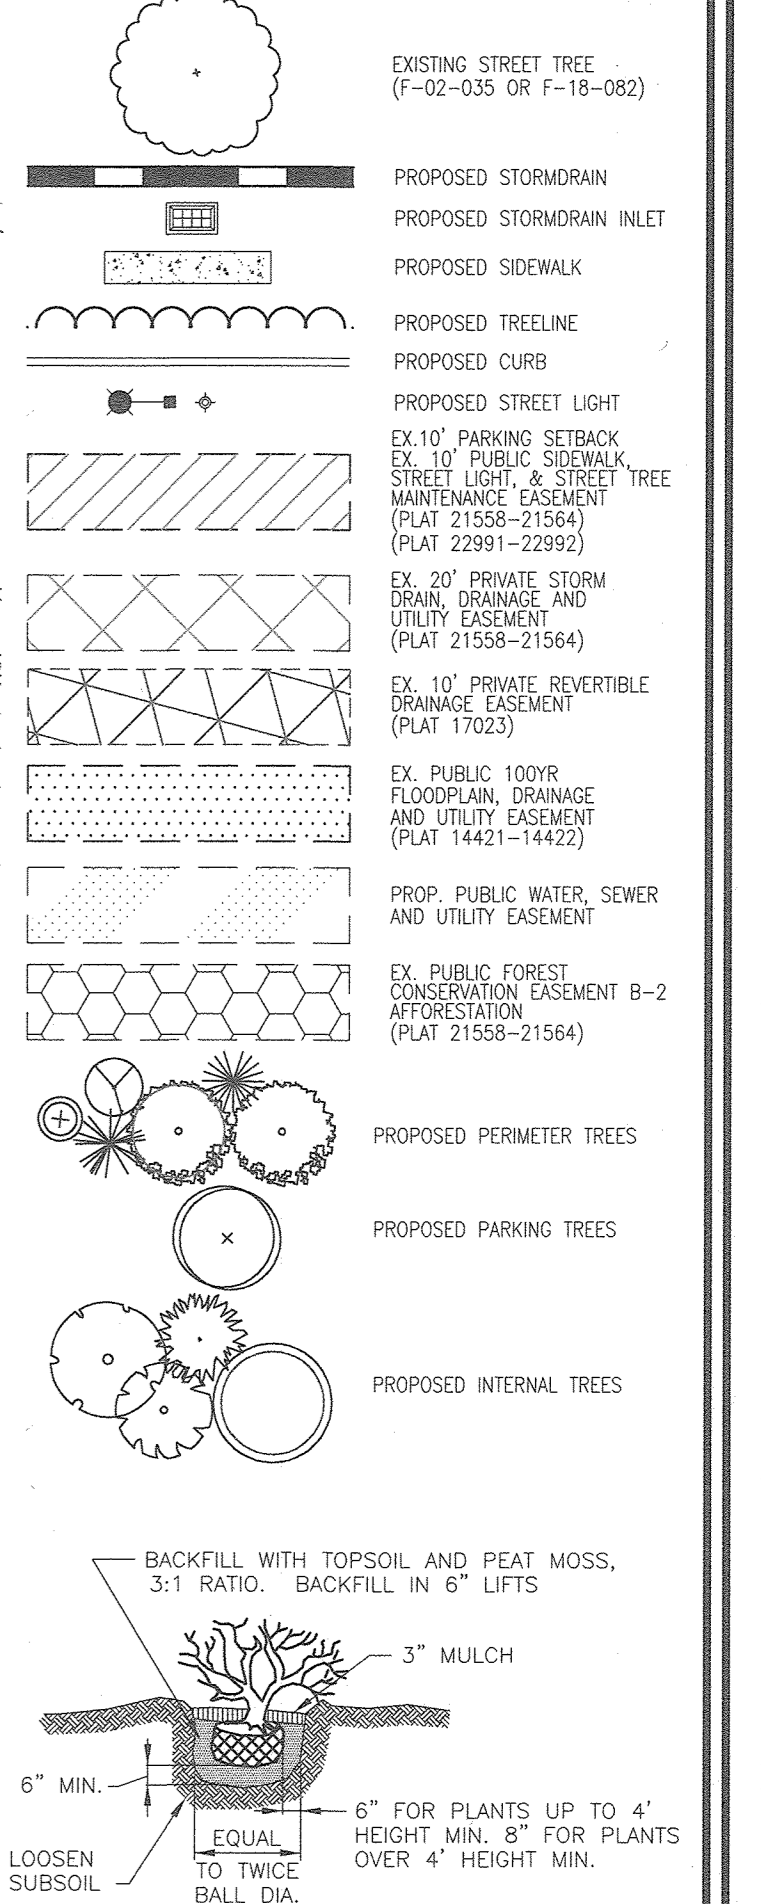 EXISTING STREET TREE
(F-02-035 OR F-18-082)
PROPOSED STORMDRAIN
PROPOSED STORMDRAIN INLET
PROPOSED SIDEWALK
PROPOSED TREELINE
PROPOSED CURB
PROPOSED STREET LIGHT
EX.10' PARKING SETBACK
EX. 10' PUBLIC SIDEWALK,
STREET LIGHT, & STREET TREE
MAINTENANCE EASEMENT
(PLAT 21558-21564)
(PLAT 22991-22992)
EX. 20' PRIVATE STORM
DRAIN, DRAINAGE AND
UTILITY EASEMENT
(PLAT 21558-21564)
EX. 10' PRIVATE REVERTIBLE
DRAINAGE EASEMENT
(PLAT 17023)
EX. PUBLIC 100YR
FLOODPLAIN, DRAINAGE
AND UTILITY EASEMENT
(PLAT 14421-14422)
PROP. PUBLIC WATER, SEWER
AND UTILITY EASEMENT
EX. PUBLIC FOREST
CONSERVATION EASEMENT B-2
AFFORESTATION
(PLAT 21558-21564)
PROPOSED PERIMETER TREES
PROPOSED PARKING TREES
PROPOSED INTERNAL TREES
BACKFILL WITH TOPSOIL AND PEAT MOSS,
3:1 RATIO. BACKFILL IN 6" LIFTS
3" MULCH
6" MIN.
6" FOR PLANTS UP TO 4'
HEIGHT MIN. 8" FOR PLANTS
OVER 4' HEIGHT MIN.
LOOSEN
SUBSOIL
EQUAL
TO TWICE
BALL DIA.